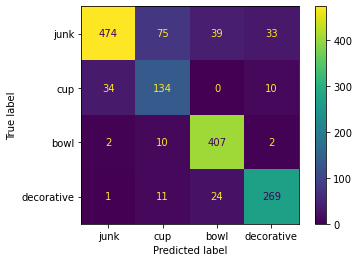 junk 474 75 39 33
cup 34 134 0 10
bowl 2 10 407 2
decorative 1 11 24 269
junk cup bowl decorative
Predicted label
True label
400
300
200
100
0